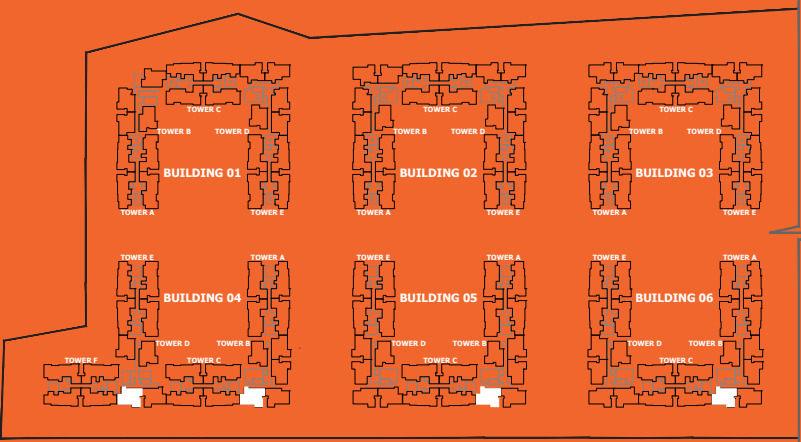 TOWER C TOWER C TOWER C
TOWER B TOWER D TOWER B TOWER D TOWER B TOWER D
BUILDING 01 BUILDING 02 BUILDING 03
TOWER A TOWER E TOWER A TOWER E TOWER A TOWER E
TOWER E TOWER A TOWER E TOWER A TOWER E TOWER A
BUILDING 04 BUILDING 05 BUILDING 06
TOWER D TOWER B TOWER D TOWER B TOWER D TOWER B
TOWER F TOWER C TOWER C TOWER C